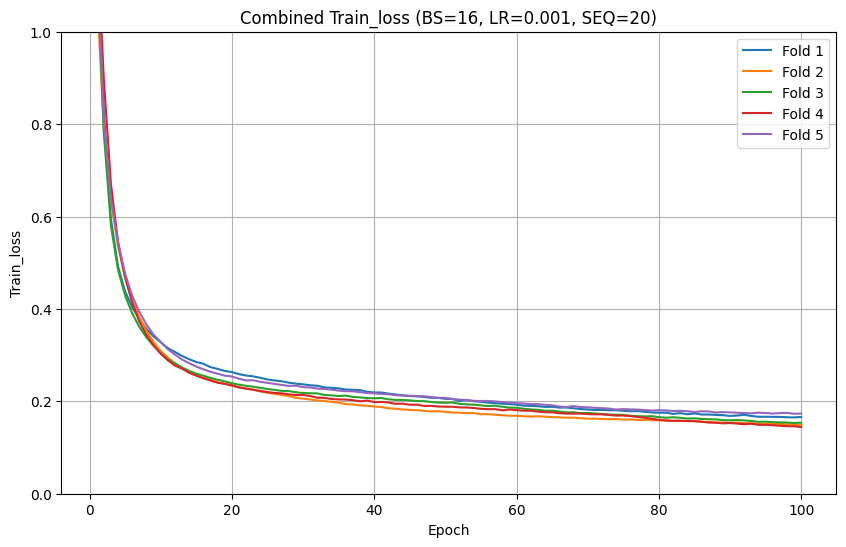 Combined Train_loss (BS=16, LR=0.001, SEQ=20)
Fold 1
Fold 2
Fold 3
Fold 4
Fold 5
Train_loss
1.0
0.8
0.6
0.4
0.2
0.0
0 20 40 60 80 100
Epoch